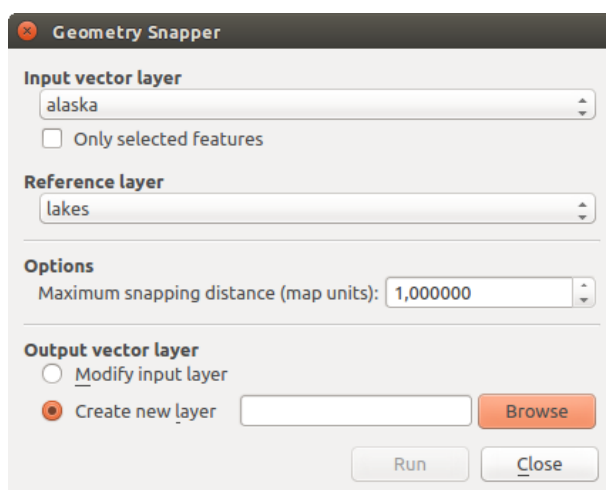 Geometry Snapper
Input vector layer
alaska
Only selected features
Reference layer
lakes
Options
Maximum snapping distance (map units): 1,000000
Output vector layer
Modify input layer
Create new layer Browse
Run Close